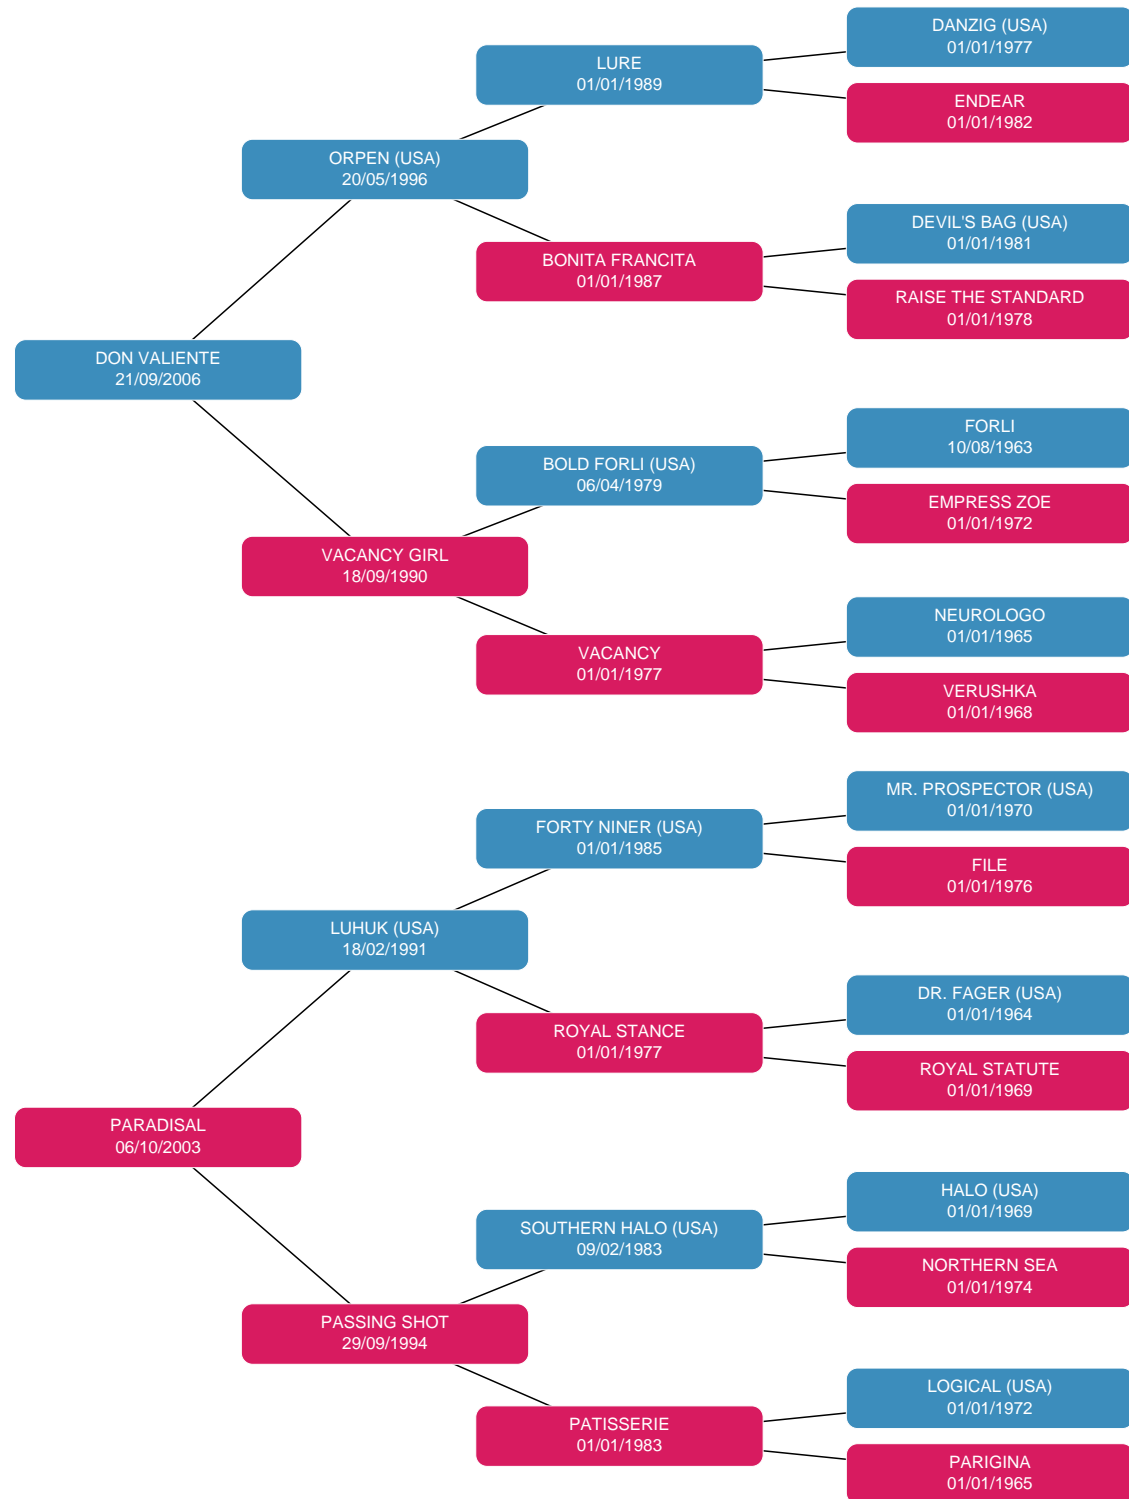 DANZIG (USA)
01/01/1977
LURE
01/01/1989
ENDEAR
01/01/1982
ORPEN (USA)
20/05/1996
DEVIL'S BAG (USA)
01/01/1981
BONITA FRANCITA
01/01/1987
RAISE THE STANDARD
01/01/1978
DON VALIENTE
21/09/2006
FORLI
10/08/1963
BOLD FORLI (USA)
06/04/1979
EMPRESS ZOE
01/01/1972
VACANCY GIRL
18/09/1990
NEUROLOGO
01/01/1965
VACANCY
01/01/1977
VERUSHKA
01/01/1968
MR. PROSPECTOR (USA)
01/01/1970
FORTY NINER (USA)
01/01/1985
FILE
01/01/1976
LUHUK (USA)
18/02/1991
DR. FAGER (USA)
01/01/1964
ROYAL STANCE
01/01/1977
ROYAL STATUTE
01/01/1969
PARADISAL
06/10/2003
HALO (USA)
01/01/1969
SOUTHERN HALO (USA)
09/02/1983
NORTHERN SEA
01/01/1974
PASSING SHOT
29/09/1994
LOGICAL (USA)
01/01/1972
PATISSERIE
01/01/1983
PARIGINA
01/01/1965